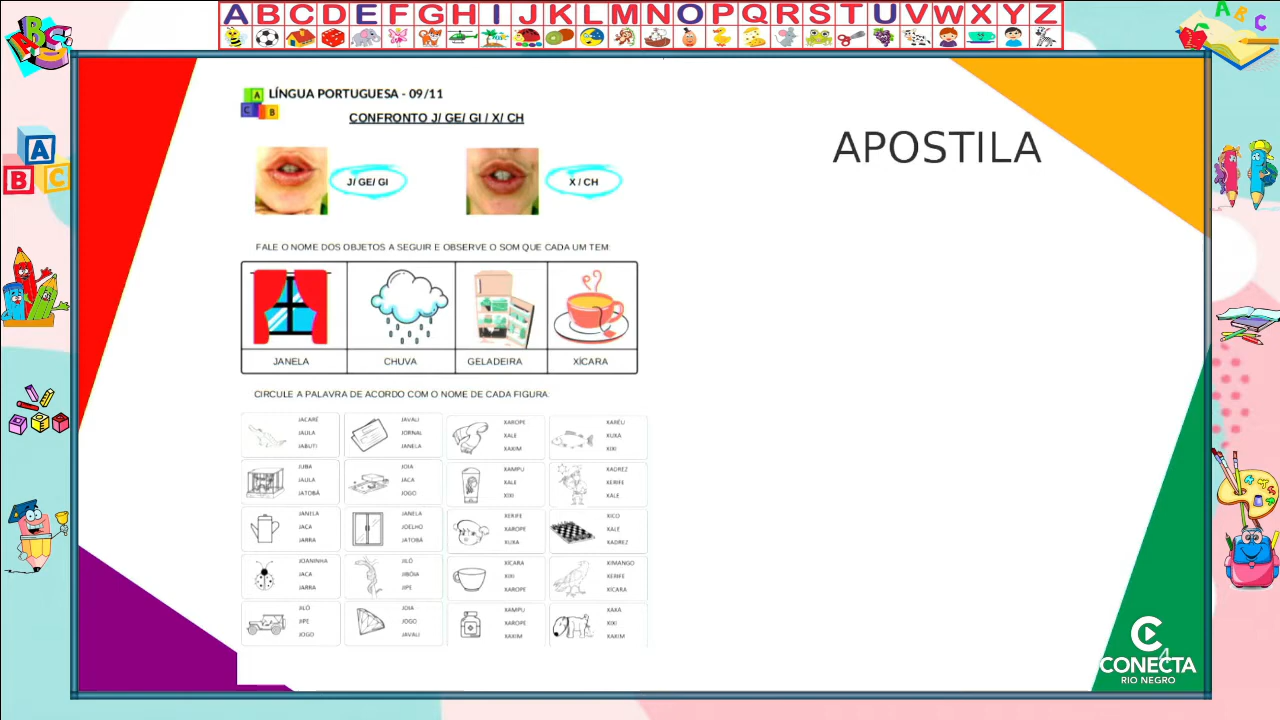 A B C D E F G H I J K L M N O P Q R S T U V W X Y Z
LÍNGUA PORTUGUESA - 09/11
CONFRONTO J/ GE/ GI / X/ CH
APOSTILA
J/ GE/ GI
X / CH
FALE O NOME DOS OBJETOS A SEGUIR E OBSERVE O SOM QUE CADA UM TEM:
JANELA
CHUVA
GELADEIRA
XÍCARA
CIRCULE A PALAVRA DE ACORDO COM O NOME DE CADA FIGURA:
JACARÉ
JAULA
JABUTI
JAVALI
JORNAL
JANELA
XAROPE
XALE
XAXIM
XARÉU
XUXA
XIXI
JUBA
JAULA
JATOBÁ
JOIA
JACA
JOGO
XAMPU
XALE
XIXI
XADREZ
XERIFE
XALE
JANELA
JACA
JARRA
JANELA
JOELHO
JATOBÁ
XERIFE
XAROPE
XUXA
XICO
XALE
XADREZ
JOANINHA
JACA
JARRA
JILÓ
JIBÓIA
JIPE
XÍCARA
XIXI
XAROPE
XIMANGO
XERIFE
XÍCARA
JILÓ
JIPE
JOGO
JOIA
JOGO
JAVALI
XAMPU
XAROPE
XAXIM
XAXÁ
XIXI
XAXIM
4
CONECTA
RIO NEGRO